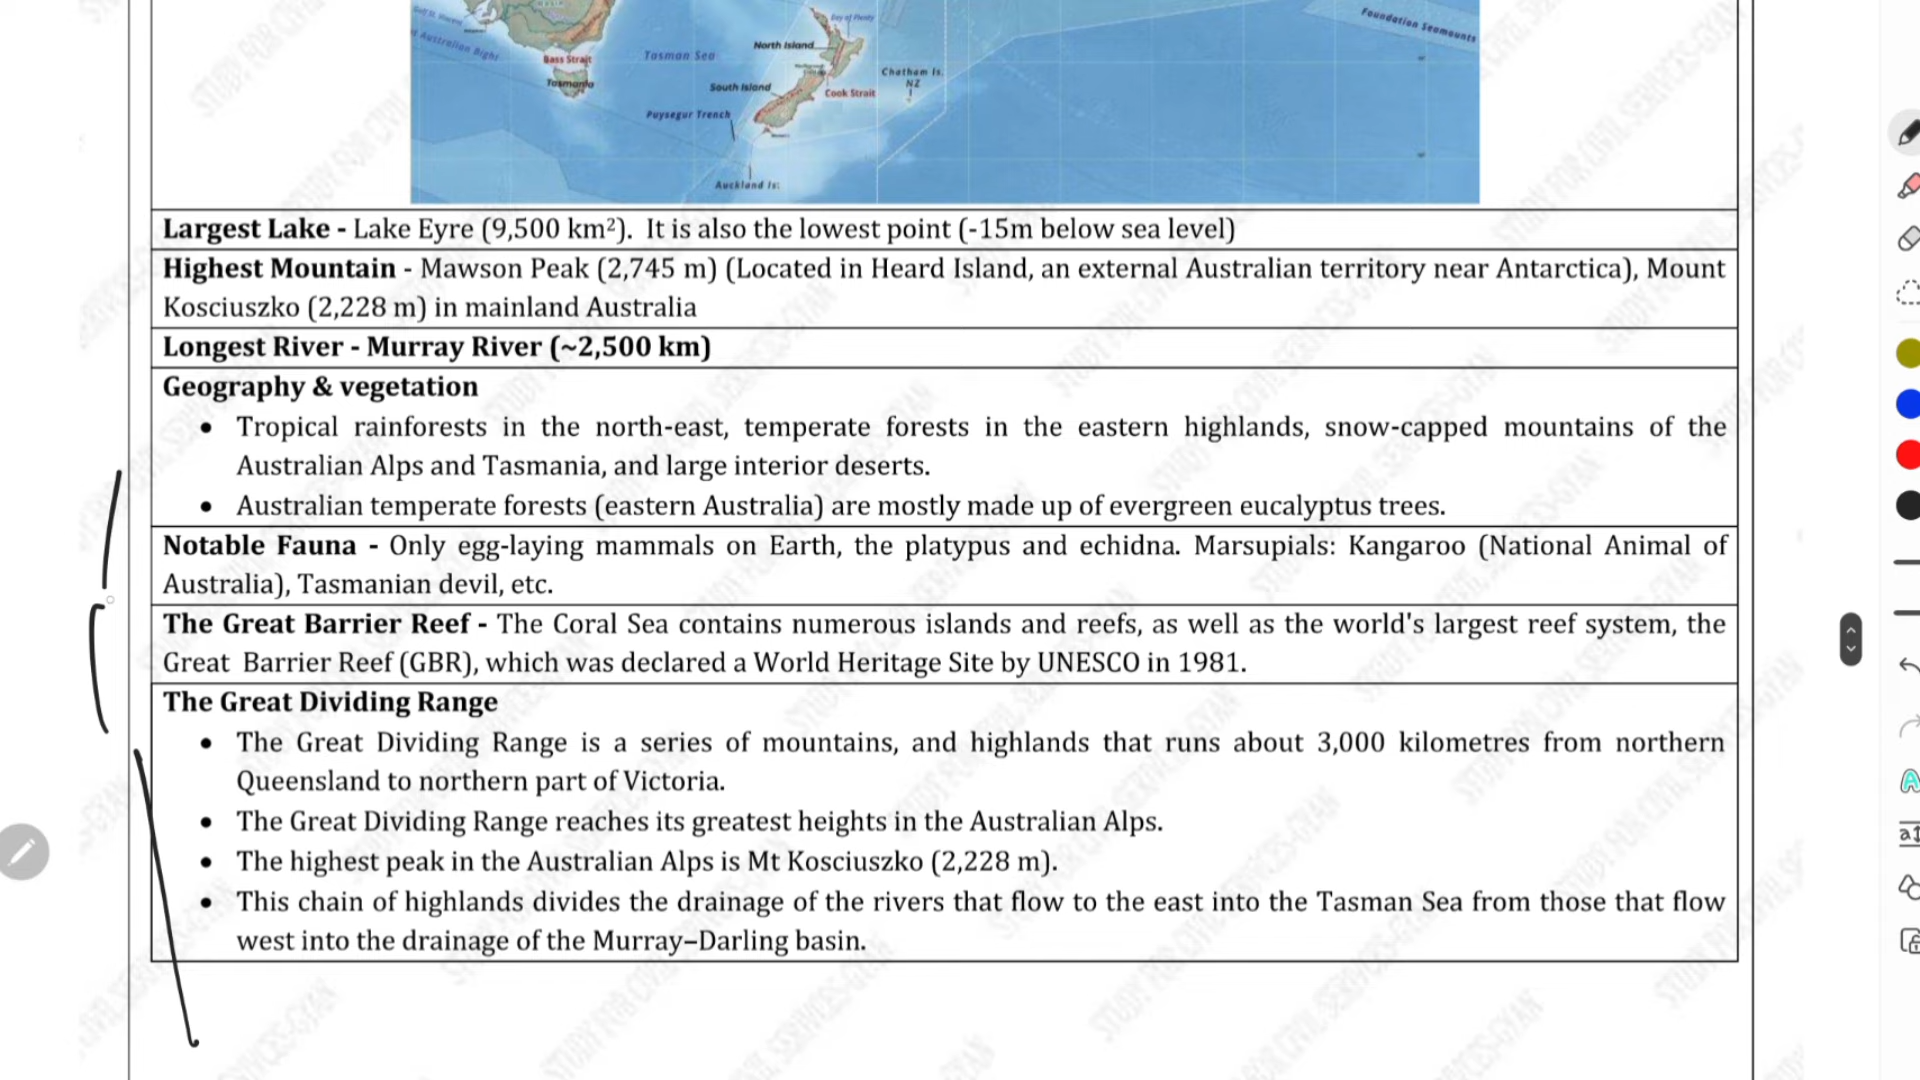 Foundation Seamounts
Gulf St. Vincent
Bay of Plenty
Australian Bight
North Island
Tasman Sea
Bass Strait
Chatham Is.
NZ
Tasmania
South Island
Cook Strait
Puysegur Trench
Auckland Is.
Largest Lake - Lake Eyre (9,500 km²). It is also the lowest point (-15m below sea level)
Highest Mountain - Mawson Peak (2,745 m) (Located in Heard Island, an external Australian territory near Antarctica), Mount
Kosciuszko (2,228 m) in mainland Australia
Longest River - Murray River (~2,500 km)
Geography & vegetation
• Tropical rainforests in the north-east, temperate forests in the eastern highlands, snow-capped mountains of the
Australian Alps and Tasmania, and large interior deserts.
• Australian temperate forests (eastern Australia) are mostly made up of evergreen eucalyptus trees.
Notable Fauna - Only egg-laying mammals on Earth, the platypus and echidna. Marsupials: Kangaroo (National Animal of
Australia), Tasmanian devil, etc.
The Great Barrier Reef - The Coral Sea contains numerous islands and reefs, as well as the world's largest reef system, the
Great Barrier Reef (GBR), which was declared a World Heritage Site by UNESCO in 1981.
The Great Dividing Range
• The Great Dividing Range is a series of mountains, and highlands that runs about 3,000 kilometres from northern
Queensland to northern part of Victoria.
• The Great Dividing Range reaches its greatest heights in the Australian Alps.
• The highest peak in the Australian Alps is Mt Kosciuszko (2,228 m).
• This chain of highlands divides the drainage of the rivers that flow to the east into the Tasman Sea from those that flow
west into the drainage of the Murray–Darling basin.
STUDY FOR CIVIL SERVICES-GYAN